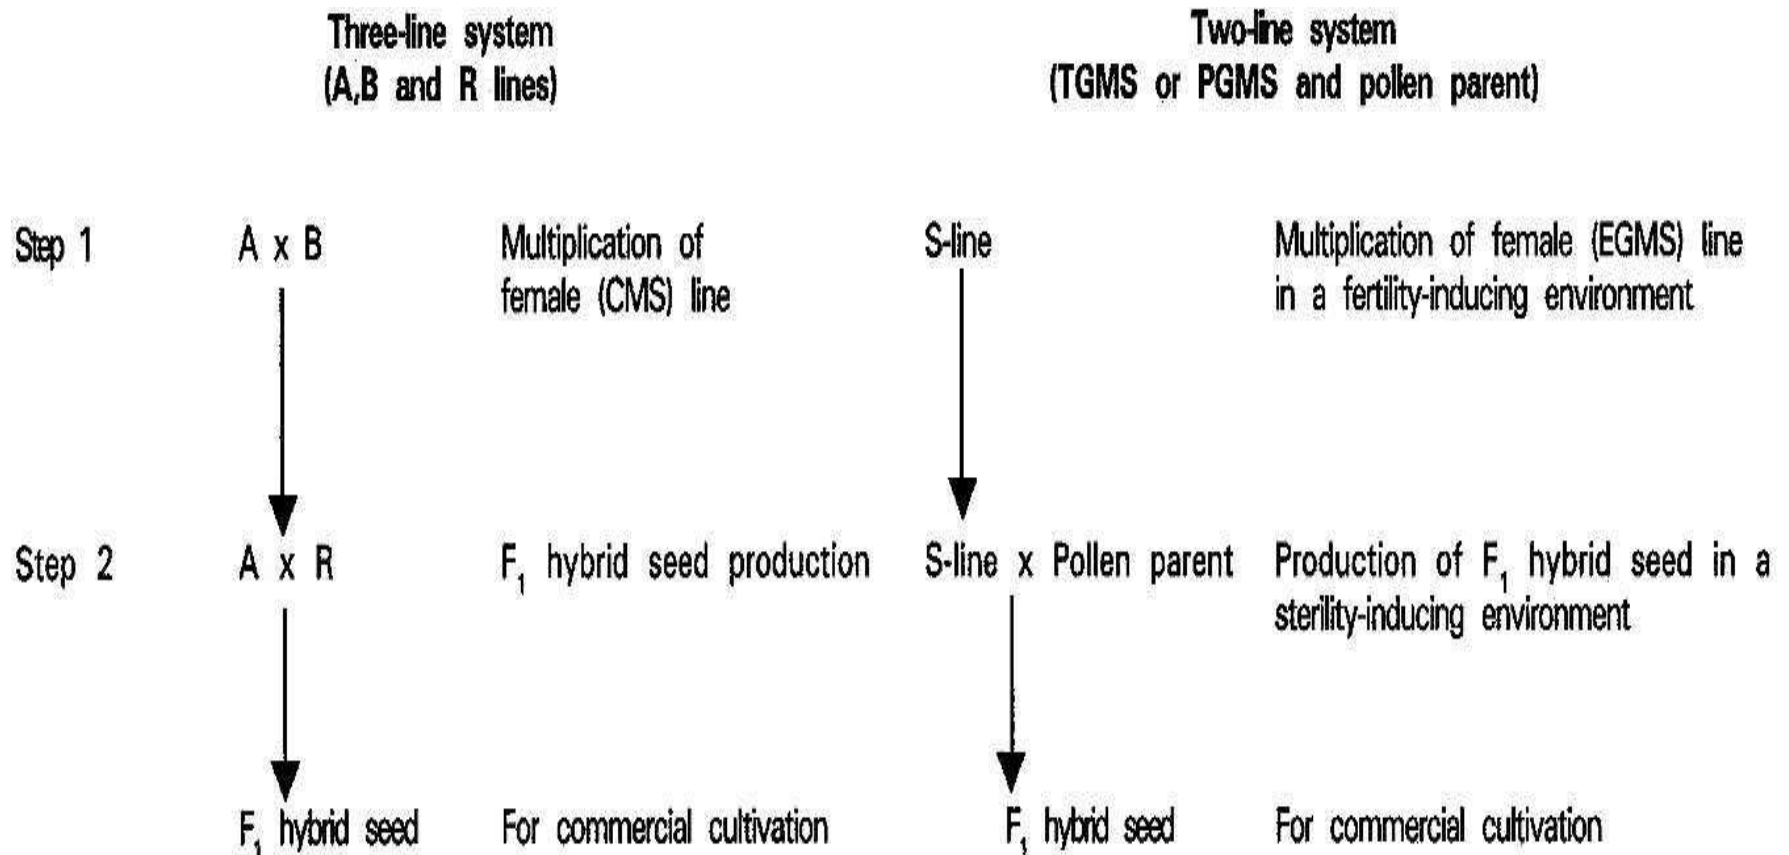 Three-line system
(A,B and R lines)
Two-line system
(TGMS or PGMS and pollen parent)
Step 1
A x B
Multiplication of
female (CMS) line
S-line
Multiplication of female (EGMS) line
in a fertility-inducing environment
Step 2
A x R
F₁ hybrid seed production
S-line x Pollen parent
Production of F₁ hybrid seed in a
sterility-inducing environment
F₁ hybrid seed
For commercial cultivation
F₁ hybrid seed
For commercial cultivation